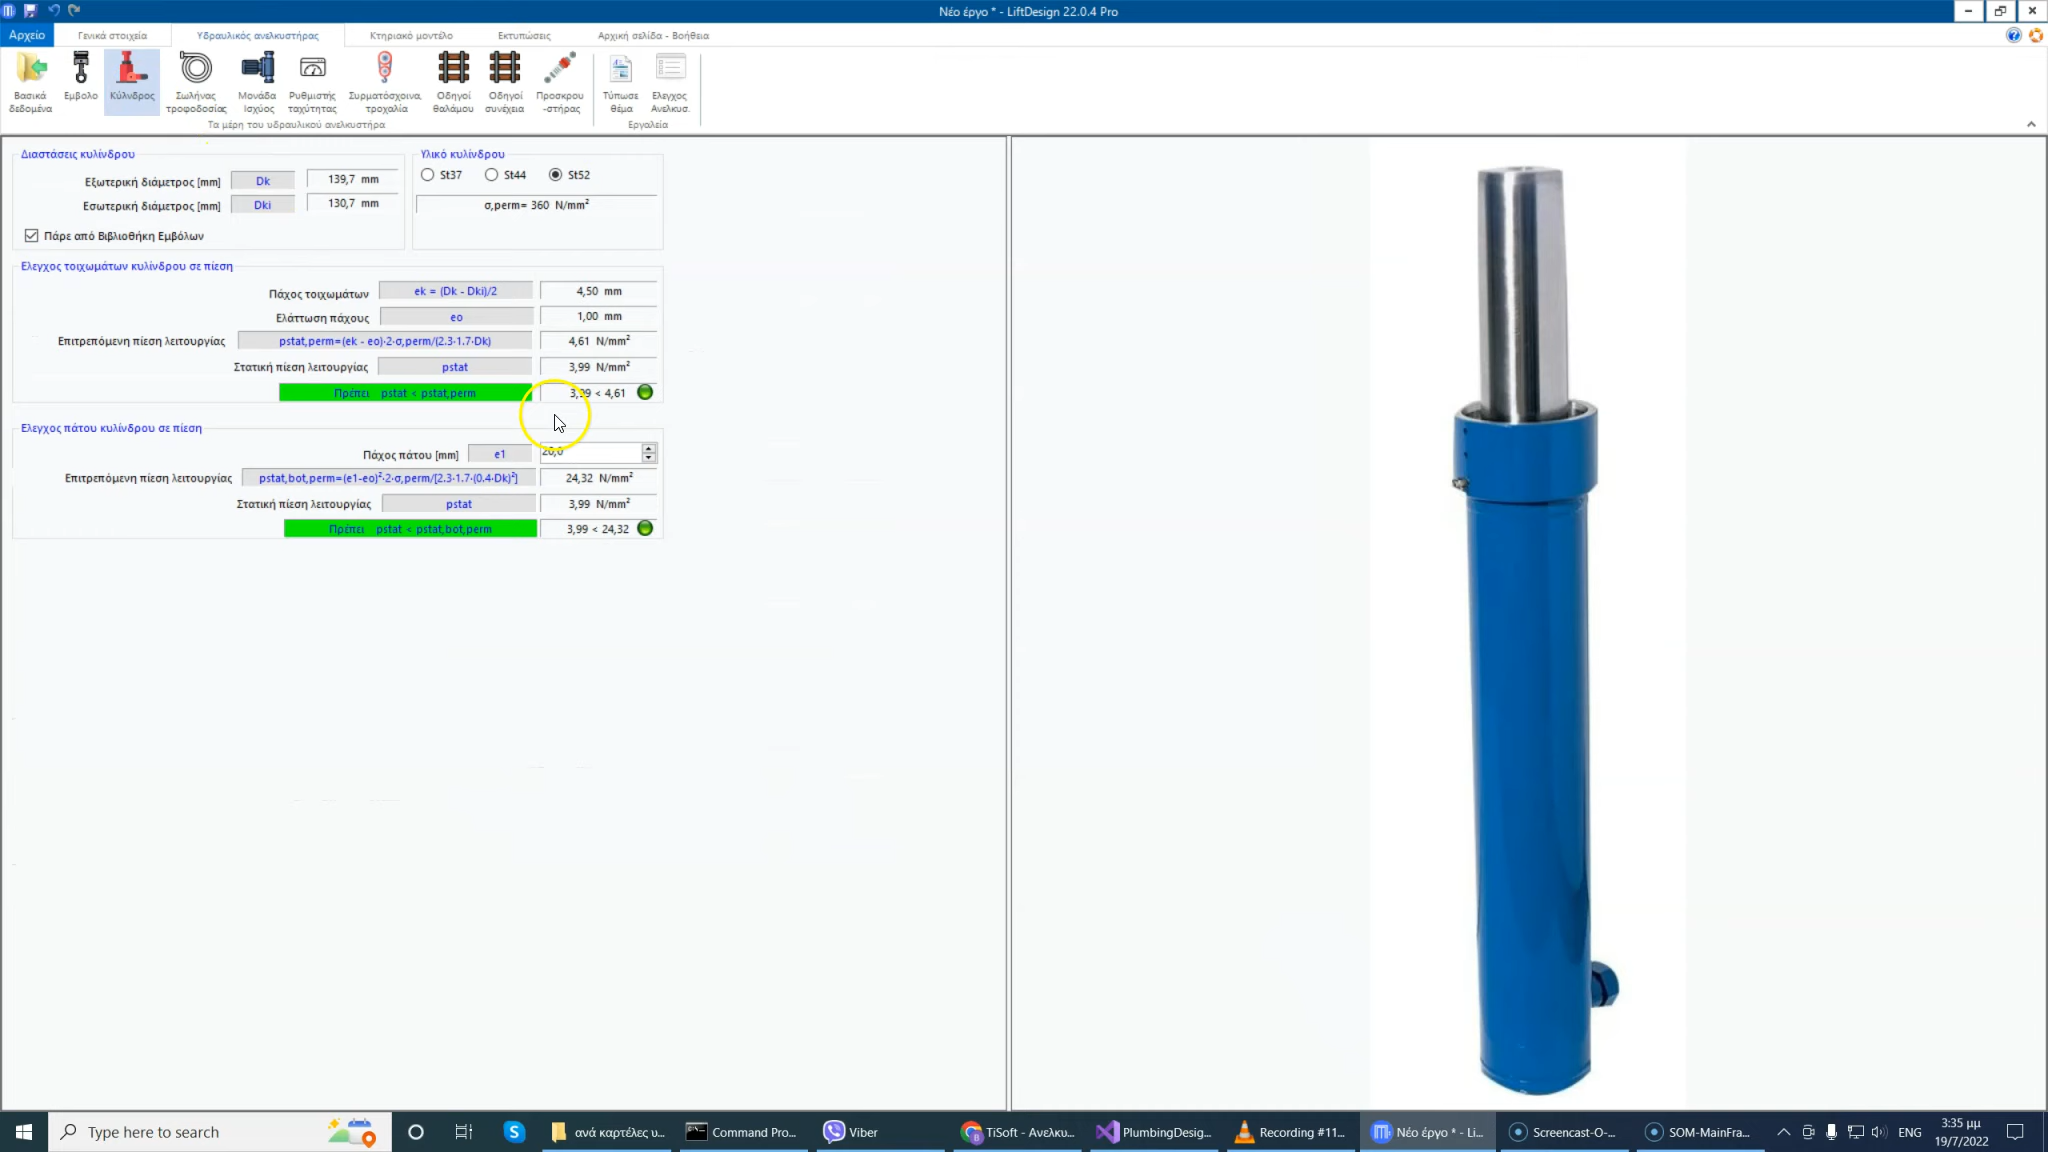 Νέο έργο * - LiftDesign 22.0.4 Pro
Αρχείο
Γενικά στοιχεία
Υδραυλικός ανελκυστήρας
Κτηριακό μοντέλο
Εκτυπώσεις
Αρχική σελίδα - Βοήθεια
Βασικά δεδομένα
Εμβολο
Κύλινδρος
Σωλήνας τροφοδοσίας
Μονάδα Ισχύος
Ρυθμιστής ταχύτητας
Συρματόσχοινα, τροχαλία
Οδηγοί θαλάμου
Οδηγοί συνέχεια
Προσκρου -στήρας
Τύπωσε θέμα
Ελεγχος Ανελκυσ.
Τα μέρη του υδραυλικού ανελκυστήρα
Εργαλεία
Διαστάσεις κυλίνδρου
Εξωτερική διάμετρος [mm] Dk 139,7 mm
Εσωτερική διάμετρος [mm] Dki 130,7 mm
Πάρε από Βιβλιοθήκη Εμβόλων
Υλικό κυλίνδρου
St37 St44 St52
σ,perm= 360 N/mm²
Ελεγχος τοιχωμάτων κυλίνδρου σε πίεση
Πάχος τοιχωμάτων ek = (Dk - Dki)/2 4,50 mm
Ελάττωση πάχους eo 1,00 mm
Επιτρεπόμενη πίεση λειτουργίας pstat,perm=(ek - eo)·2·σ,perm/(2.3·1.7·Dk) 4,61 N/mm²
Στατική πίεση λειτουργίας pstat 3,99 N/mm²
Πρέπει pstat < pstat,perm 3,99 < 4,61
Ελεγχος πάτου κυλίνδρου σε πίεση
Πάχος πάτου [mm] e1 20,0
Επιτρεπόμενη πίεση λειτουργίας pstat,bot,perm=(e1-eo)²·2·σ,perm/[2.3·1.7·(0.4·Dk)²] 24,32 N/mm²
Στατική πίεση λειτουργίας pstat 3,99 N/mm²
Πρέπει pstat < pstat,bot,perm 3,99 < 24,32
Type here to search
ανά καρτέλες υ...
Command Pro...
Viber
TiSoft - Ανελκυ...
PlumbingDesig...
Recording #11...
Νέο έργο * - Li...
Screencast-O-...
SOM-MainFra...
ENG
3:35 μμ
19/7/2022